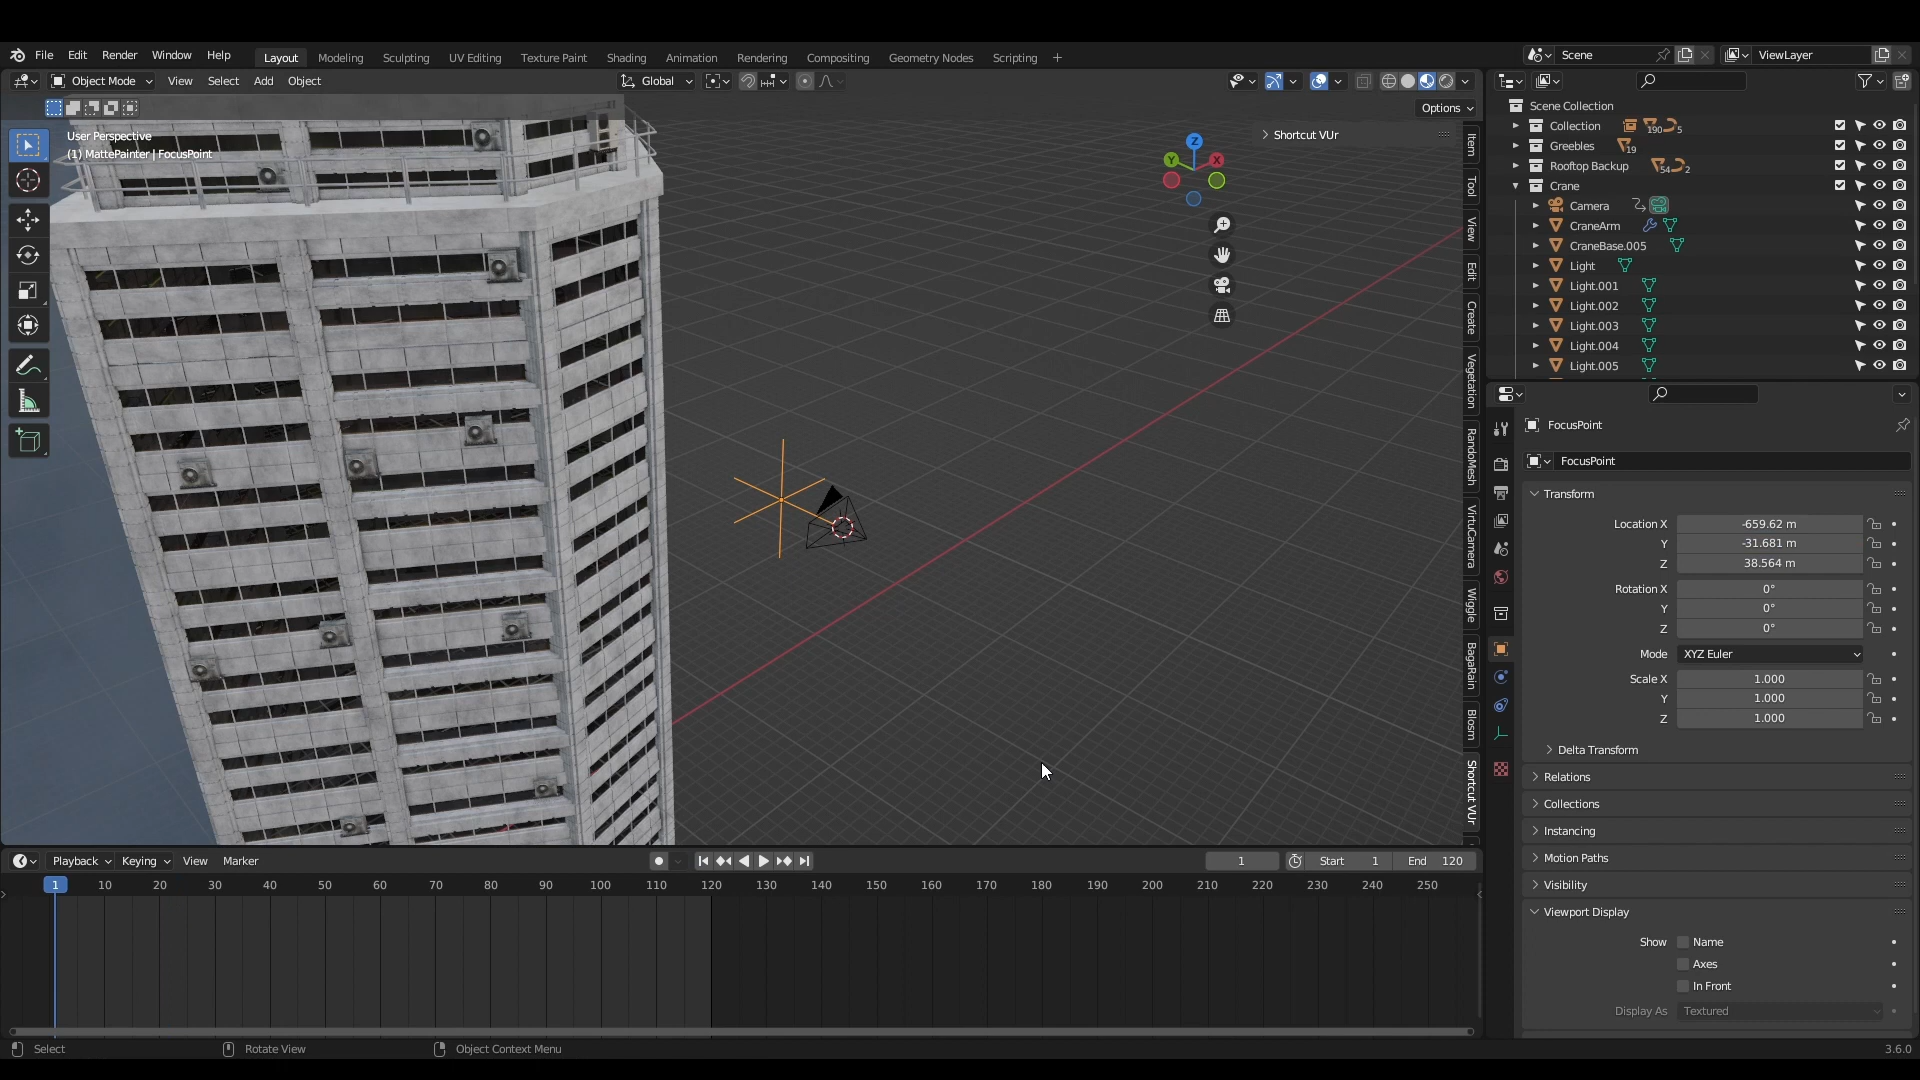 File Edit Render Window Help Layout Modeling Sculpting UV Editing Texture Paint Shading Animation Rendering Compositing Geometry Nodes Scripting + Scene ViewLayer
Object Mode View Select Add Object Global
Options
User Perspective
(1) MattePainter | FocusPoint
Shortcut VUr
Z
Y
X
Item
Tool
View
Edit
Create
Vegetation
RandoMesh
VirtuCamera
Wiggle
BagaRain
Blosm
Shortcut VUr
Scene Collection
Collection 190 5
Greebles 19
Rooftop Backup 54 2
Crane
Camera
CraneArm
CraneBase.005
Light
Light.001
Light.002
Light.003
Light.004
Light.005
FocusPoint
FocusPoint
Transform
Location X -659.62 m
Y -31.681 m
Z 38.564 m
Rotation X 0°
Y 0°
Z 0°
Mode XYZ Euler
Scale X 1.000
Y 1.000
Z 1.000
Delta Transform
Relations
Collections
Instancing
Motion Paths
Visibility
Viewport Display
Show Name
Axes
In Front
Display As Textured
Playback Keying View Marker 1 Start 1 End 120
1 10 20 30 40 50 60 70 80 90 100 110 120 130 140 150 160 170 180 190 200 210 220 230 240 250
Select Rotate View Object Context Menu 3.6.0